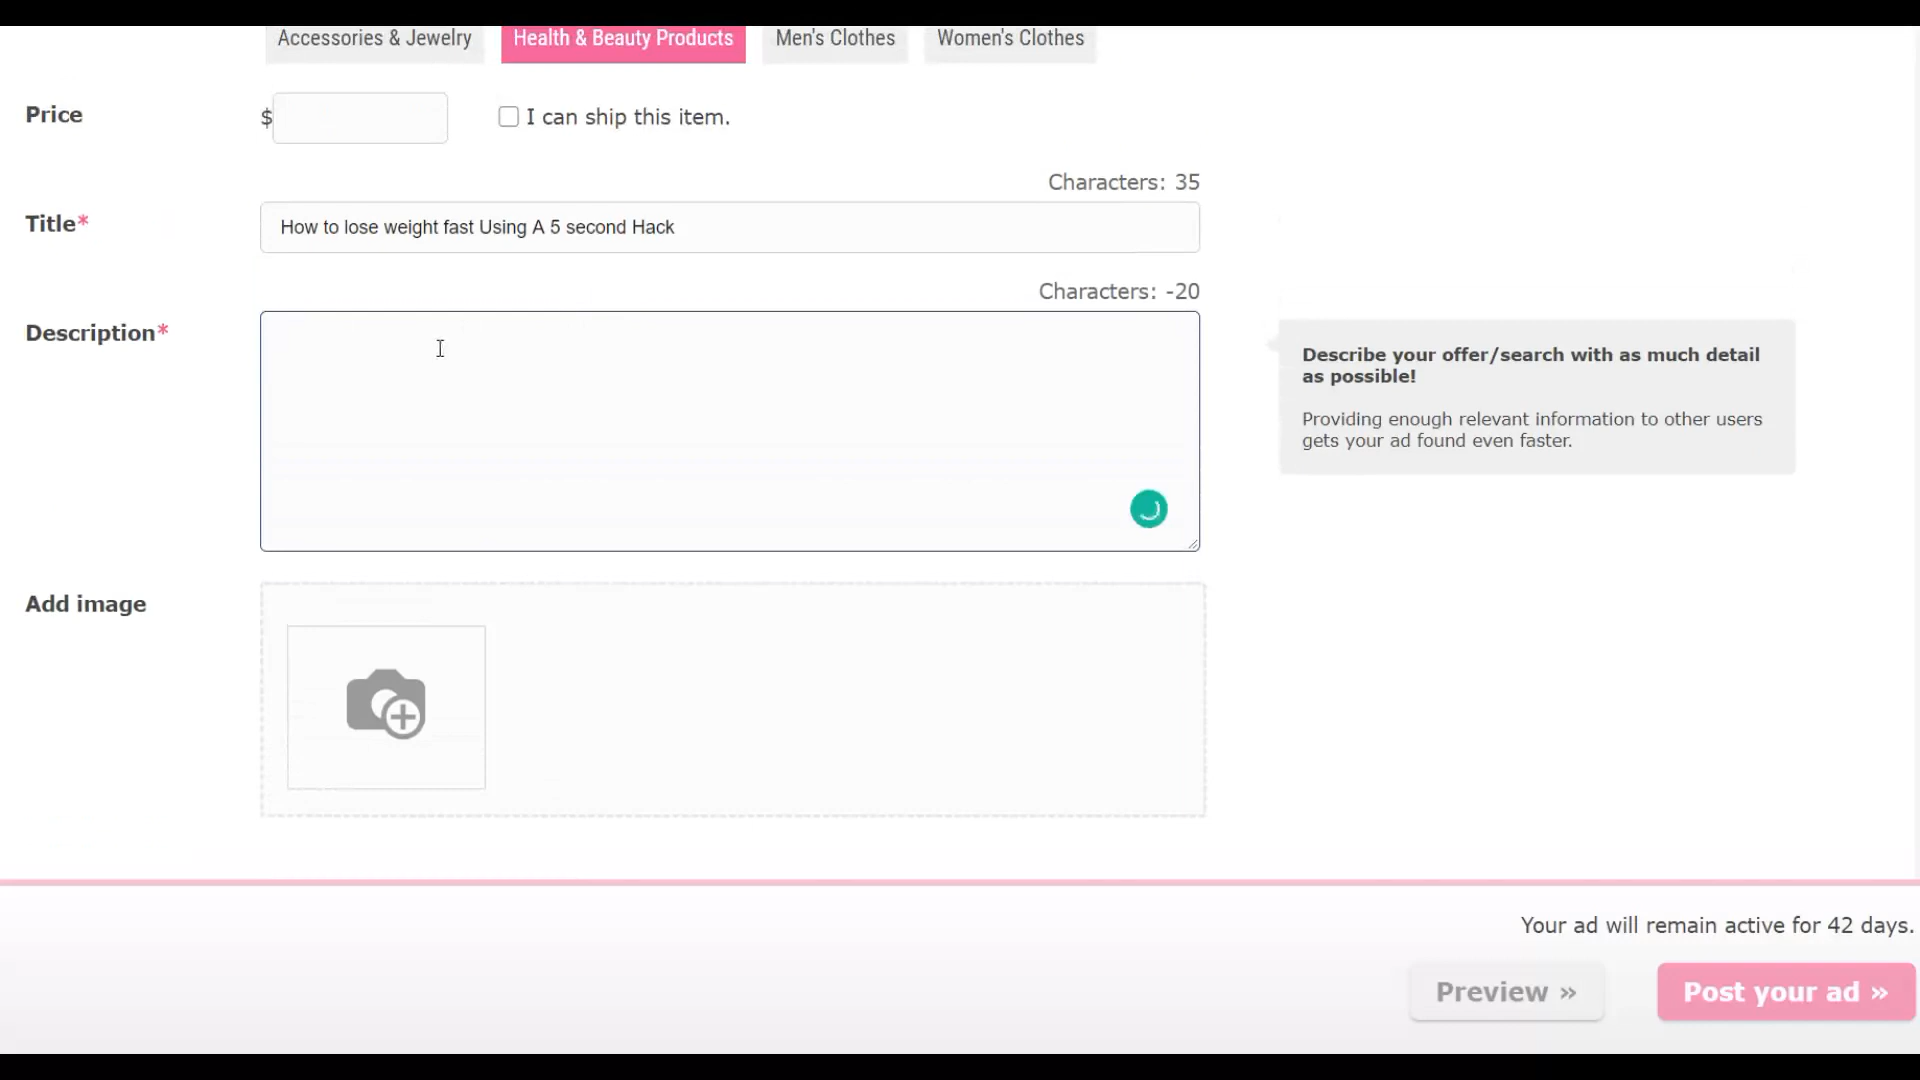 Accessories & Jewelry Health & Beauty Products Men's Clothes Women's Clothes
Price $ I can ship this item.
Characters: 35
Title* How to lose weight fast Using A 5 second Hack
Characters: -20
Description*
Describe your offer/search with as much detail
as possible!
Providing enough relevant information to other users
gets your ad found even faster.
Add image
Your ad will remain active for 42 days.
Preview » Post your ad »